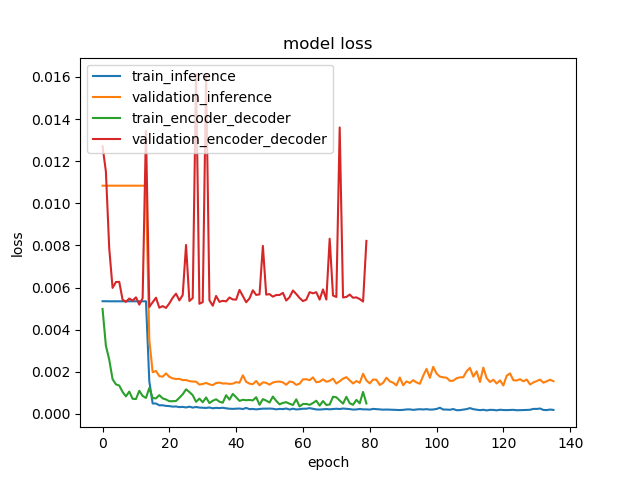 model loss
train_inference
validation_inference
train_encoder_decoder
validation_encoder_decoder
0.016
0.014
0.012
0.010
0.008
0.006
0.004
0.002
0.000
loss
0 20 40 60 80 100 120 140
epoch